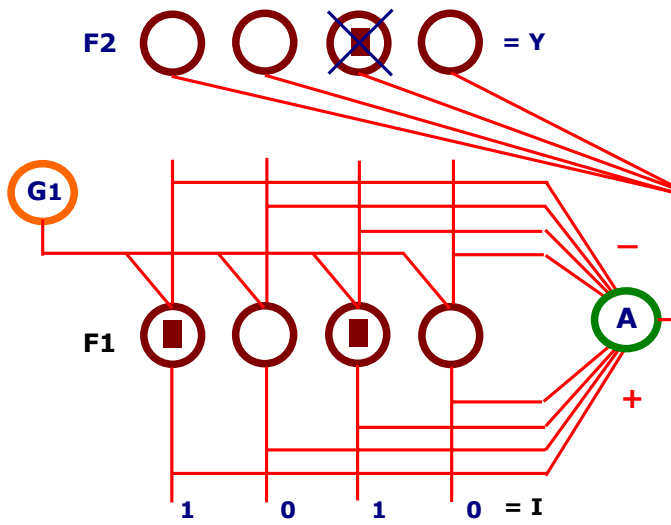 F2 = Y
G1
−
A
F1
+
1 0 1 0 = I